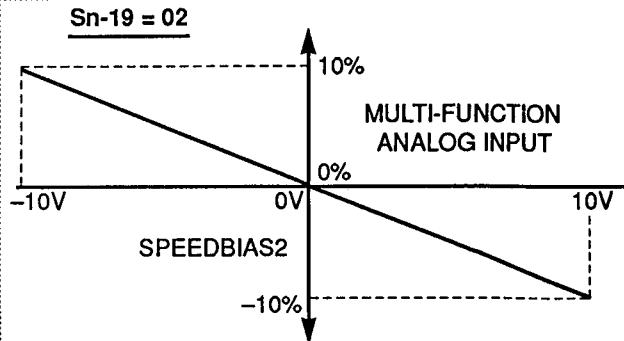 Sn-19 = 02
10%
MULTI-FUNCTION
ANALOG INPUT
0%
–10V
0V
10V
SPEEDBIAS2
–10%